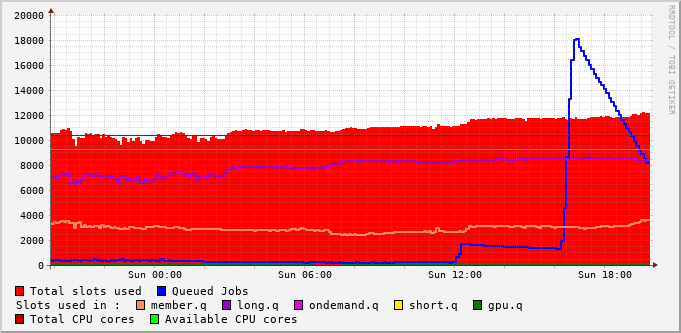 20000
18000
16000
14000
12000
10000
8000
6000
4000
2000
0
Sun 00:00 Sun 06:00 Sun 12:00 Sun 18:00
RRDTOOL / TOBI OETIKER
Total slots used Queued Jobs
Slots used in : member.q long.q ondemand.q short.q gpu.q
Total CPU cores Available CPU cores